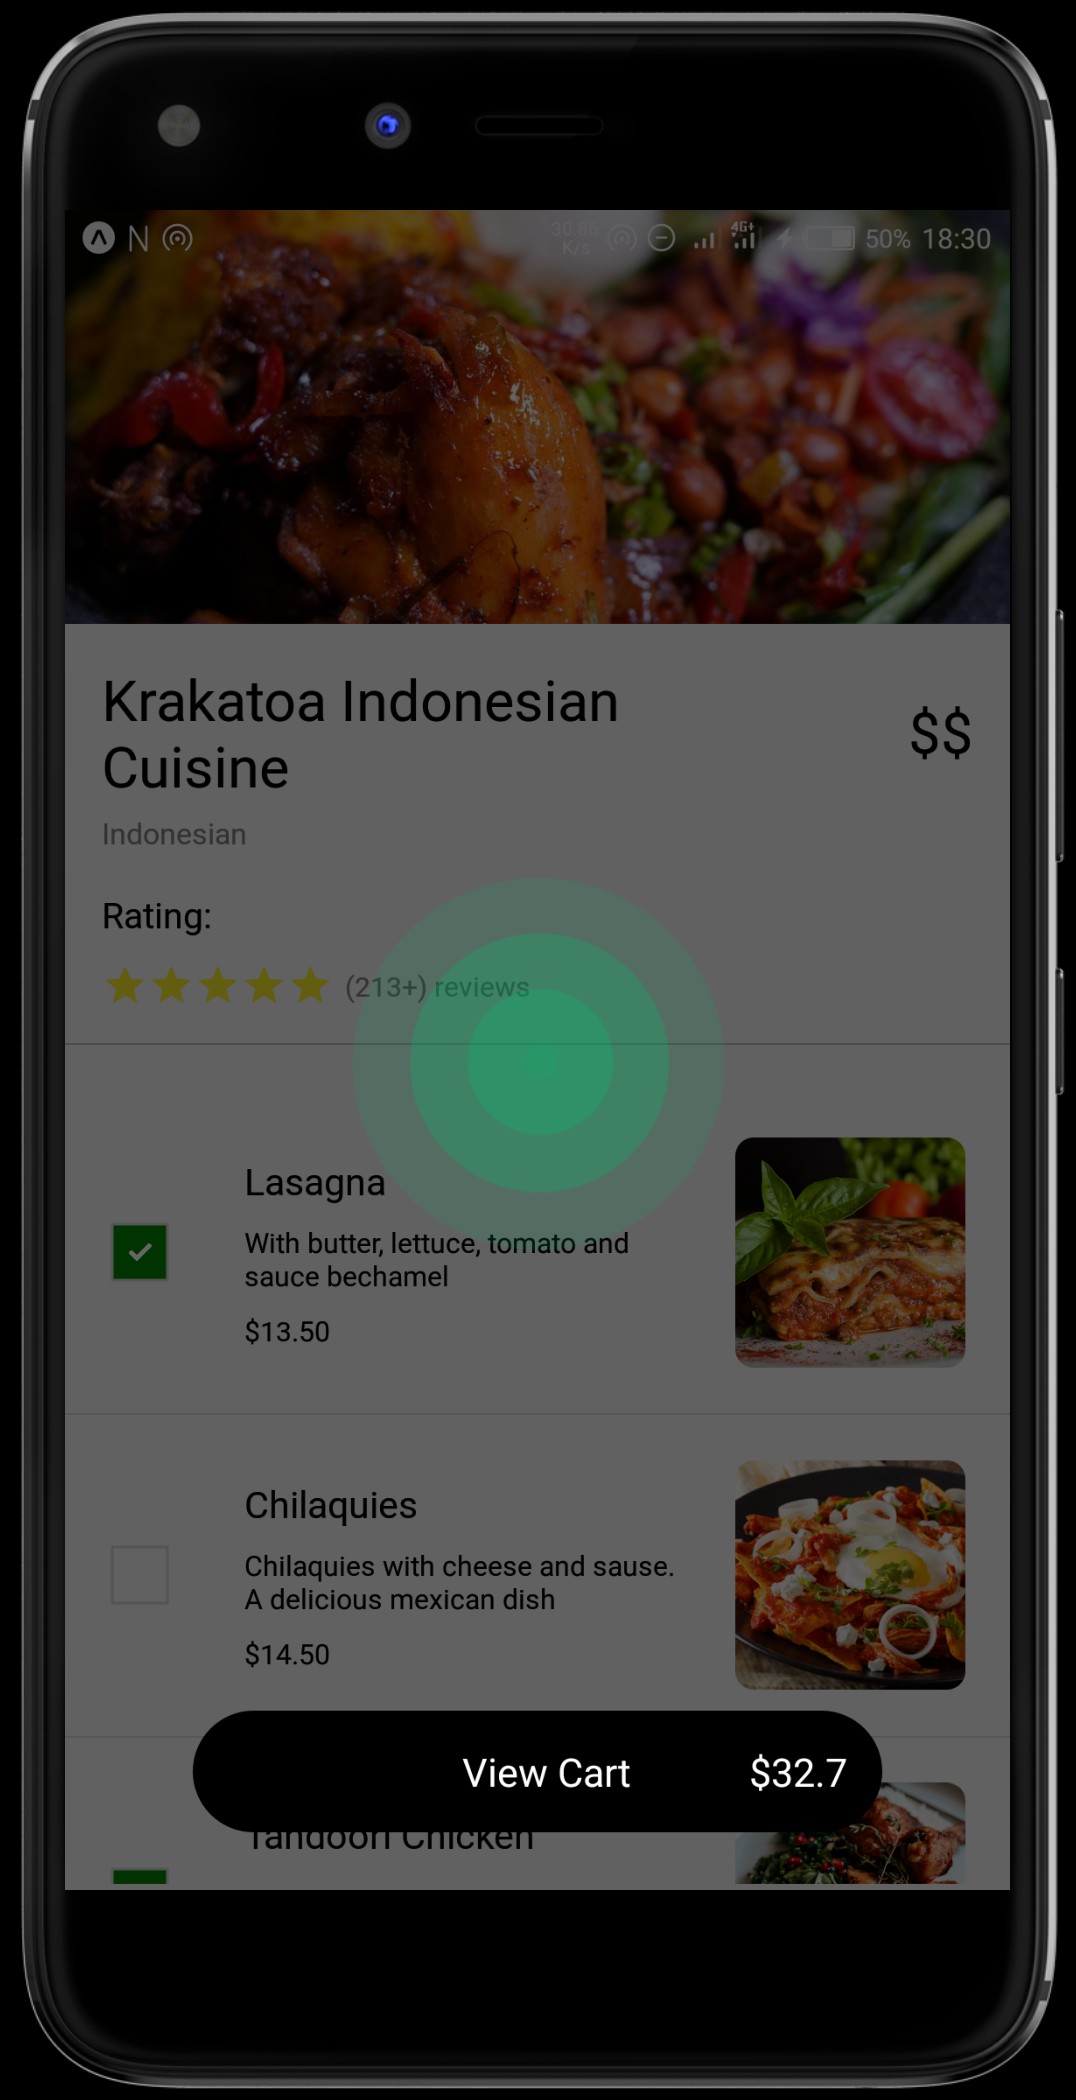 N
30.86
K/s
4G+
50% 18:30
Krakatoa Indonesian
Cuisine
$$
Indonesian
Rating:
(213+) reviews
Lasagna
With butter, lettuce, tomato and
sauce bechamel
$13.50
Chilaquies
Chilaquies with cheese and sause.
A delicious mexican dish
$14.50
View Cart $32.7
Tandoori Chicken